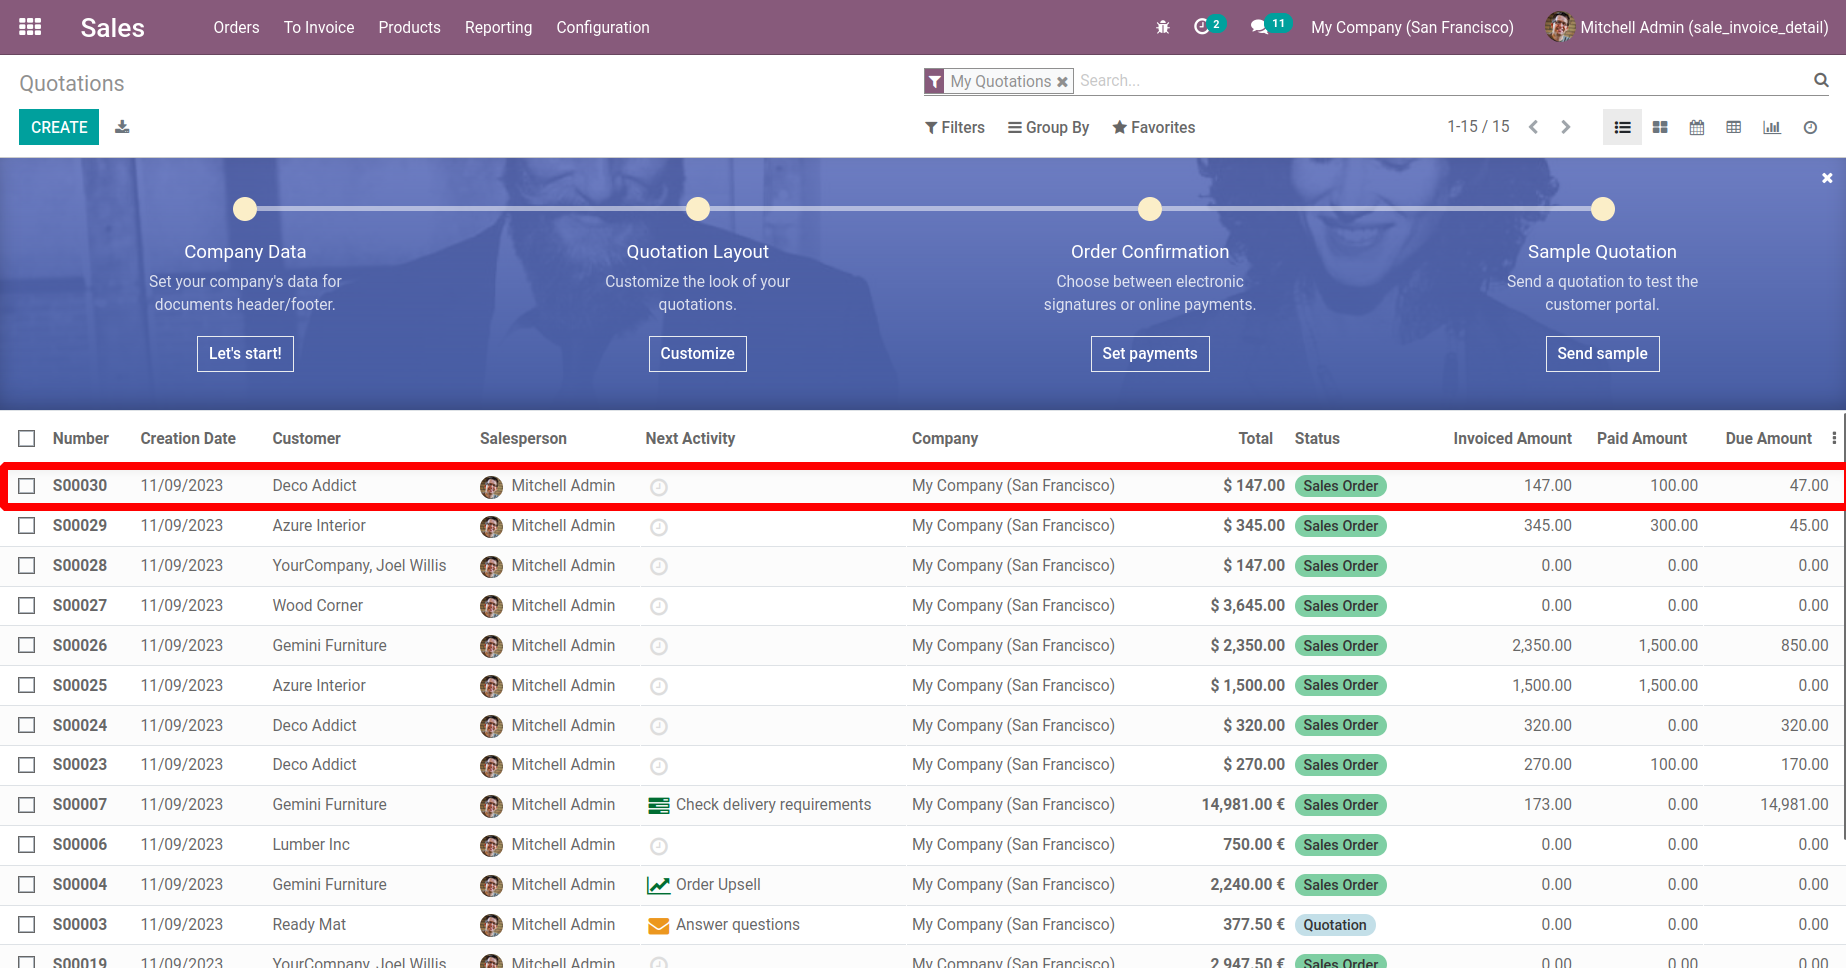 Sales Orders To Invoice Products Reporting Configuration 2 11 My Company (San Francisco) Mitchell Admin (sale_invoice_detail)
Quotations My Quotations Search...
CREATE Filters Group By Favorites 1-15 / 15
Company Data Quotation Layout Order Confirmation Sample Quotation
Set your company's data for Customize the look of your Choose between electronic Send a quotation to test the
documents header/footer. quotations. signatures or online payments. customer portal.
Let's start! Customize Set payments Send sample
Number Creation Date Customer Salesperson Next Activity Company Total Status Invoiced Amount Paid Amount Due Amount
S00030 11/09/2023 Deco Addict Mitchell Admin My Company (San Francisco) $ 147.00 Sales Order 147.00 100.00 47.00
S00029 11/09/2023 Azure Interior Mitchell Admin My Company (San Francisco) $ 345.00 Sales Order 345.00 300.00 45.00
S00028 11/09/2023 YourCompany, Joel Willis Mitchell Admin My Company (San Francisco) $ 147.00 Sales Order 0.00 0.00 0.00
S00027 11/09/2023 Wood Corner Mitchell Admin My Company (San Francisco) $ 3,645.00 Sales Order 0.00 0.00 0.00
S00026 11/09/2023 Gemini Furniture Mitchell Admin My Company (San Francisco) $ 2,350.00 Sales Order 2,350.00 1,500.00 850.00
S00025 11/09/2023 Azure Interior Mitchell Admin My Company (San Francisco) $ 1,500.00 Sales Order 1,500.00 1,500.00 0.00
S00024 11/09/2023 Deco Addict Mitchell Admin My Company (San Francisco) $ 320.00 Sales Order 320.00 0.00 320.00
S00023 11/09/2023 Deco Addict Mitchell Admin My Company (San Francisco) $ 270.00 Sales Order 270.00 100.00 170.00
S00007 11/09/2023 Gemini Furniture Mitchell Admin Check delivery requirements My Company (San Francisco) 14,981.00 € Sales Order 173.00 0.00 14,981.00
S00006 11/09/2023 Lumber Inc Mitchell Admin My Company (San Francisco) 750.00 € Sales Order 0.00 0.00 0.00
S00004 11/09/2023 Gemini Furniture Mitchell Admin Order Upsell My Company (San Francisco) 2,240.00 € Sales Order 0.00 0.00 0.00
S00003 11/09/2023 Ready Mat Mitchell Admin Answer questions My Company (San Francisco) 377.50 € Quotation 0.00 0.00 0.00
S00019 11/09/2023 YourCompany, Joel Willis Mitchell Admin My Company (San Francisco) 2,947.50 € Sales Order 0.00 0.00 0.00